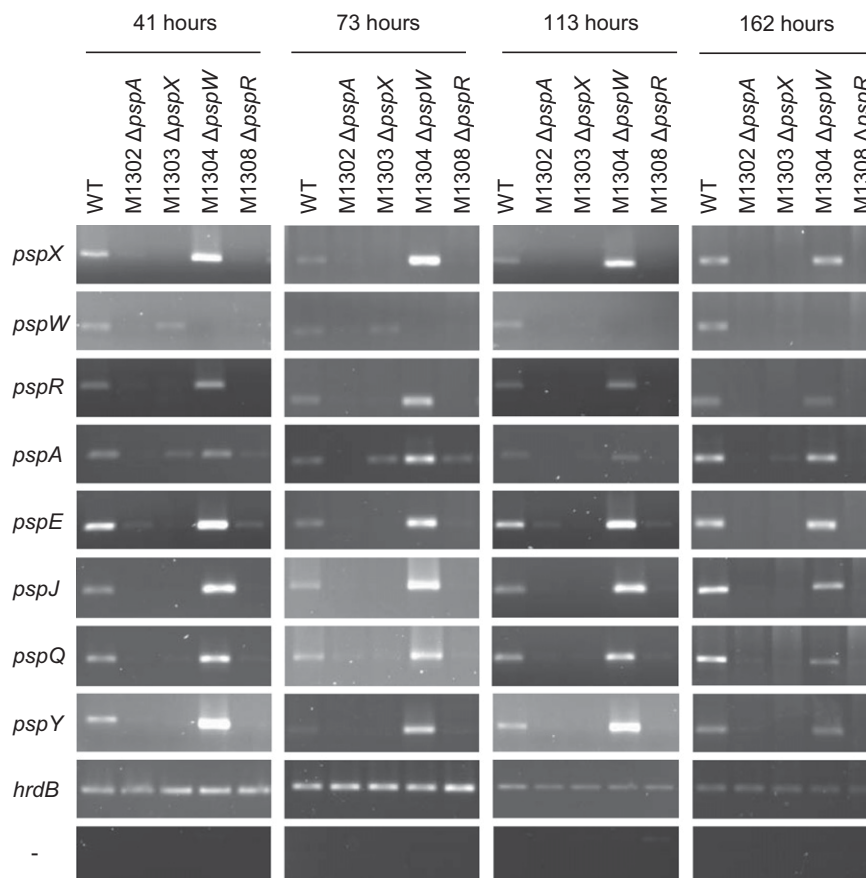 41 hours 73 hours 113 hours 162 hours
WT M1302 ΔpspA M1303 ΔpspX M1304 ΔpspW M1308 ΔpspR WT M1302 ΔpspA M1303 ΔpspX M1304 ΔpspW M1308 ΔpspR WT M1302 ΔpspA M1303 ΔpspX M1304 ΔpspW M1308 ΔpspR WT M1302 ΔpspA M1303 ΔpspX M1304 ΔpspW M1308 ΔpspR
pspX
pspW
pspR
pspA
pspE
pspJ
pspQ
pspY
hrdB
-